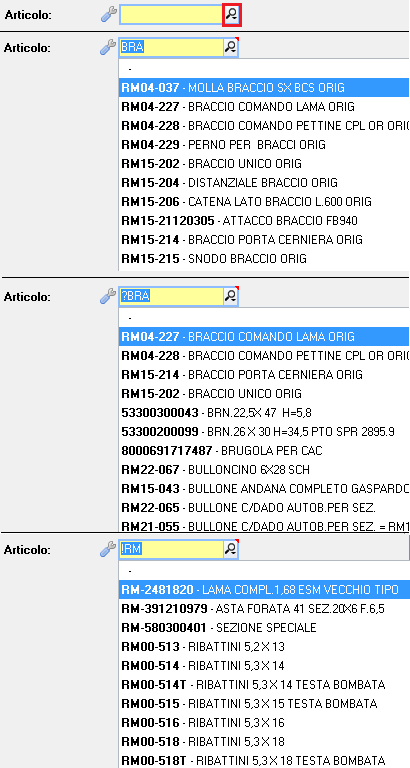 Articolo:
Articolo: BRA
-
RM04-037 - MOLLA BRACCIO SX BCS ORIG
RM04-227 - BRACCIO COMANDO LAMA ORIG
RM04-228 - BRACCIO COMANDO PETTINE CPL OR ORI
RM04-229 - PERNO PER  BRACCI ORIG
RM15-202 - BRACCIO UNICO ORIG
RM15-204 - DISTANZIALE BRACCIO ORIG
RM15-206 - CATENA LATO BRACCIO L.600 ORIG
RM15-21120305 - ATTACCO BRACCIO FB940
RM15-214 - BRACCIO PORTA CERNIERA ORIG
RM15-215 - SNODO BRACCIO ORIG
Articolo: ?BRA
-
RM04-227 - BRACCIO COMANDO LAMA ORIG
RM04-228 - BRACCIO COMANDO PETTINE CPL OR ORI
RM15-214 - BRACCIO PORTA CERNIERA ORIG
RM15-202 - BRACCIO UNICO ORIG
53300300043 - BRN.22,5X 47  H=5,8
53300200099 - BRN.26 X 30 H=34,5 PTO SPR 2895.9
8000691717487 - BRUGOLA PER CAC
RM22-067 - BULLONCINO 6X28 SCH
RM15-043 - BULLONE ANDANA COMPLETO GASPARDO
RM22-065 - BULLONE C/DADO AUTOB.PER SEZ.
RM21-055 - BULLONE C/DADO AUTOB.PER SEZ. = RM1
Articolo: !RM
-
RM-2481820 - LAMA COMPL.1,68 ESM VECCHIO TIPO
RM-391210979 - ASTA FORATA 41 SEZ.20X6 F.6,5
RM-580300401 - SEZIONE SPECIALE
RM00-513 - RIBATTINI 5,2 X 13
RM00-514 - RIBATTINI 5,3 X 14
RM00-514T - RIBATTINI 5,3 X 14 TESTA BOMBATA
RM00-515 - RIBATTINI 5,3 X 15 TESTA BOMBATA
RM00-516 - RIBATTINI 5,3 X 16
RM00-518 - RIBATTINI 5,3 X 18
RM00-518T - RIBATTINI 5,3 X 18 TESTA BOMBATA